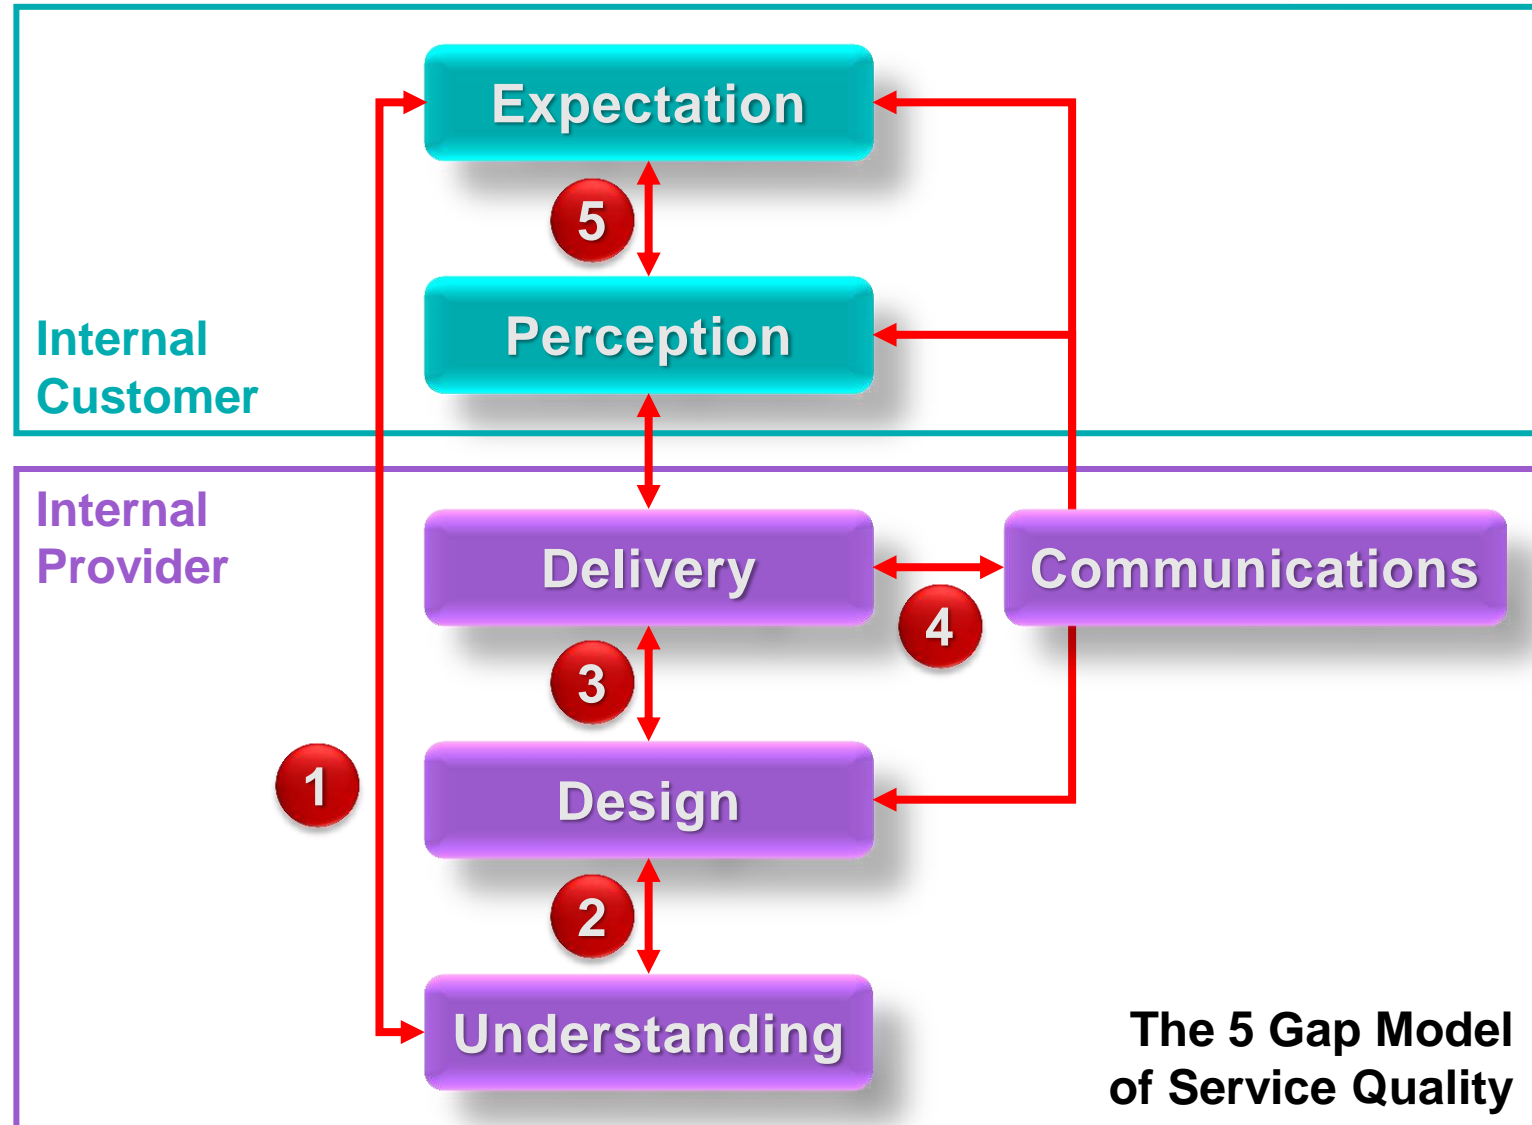 Expectation
5
Perception
Internal
Customer
Internal
Provider
Delivery
Communications
4
3
1
Design
2
Understanding
The 5 Gap Model
of Service Quality